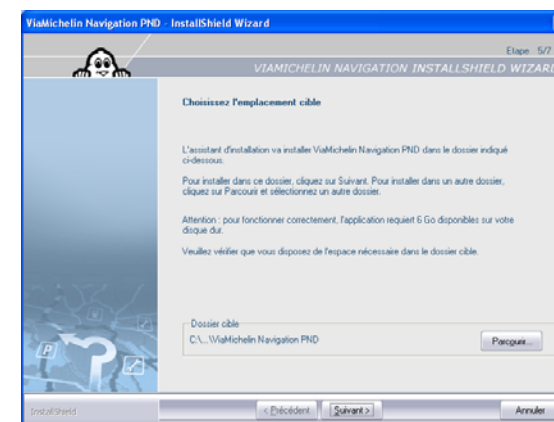 ViaMichelin Navigation PND - InstallShield Wizard
Etape 5/7
VIAMICHELIN NAVIGATION INSTALLSHIELD WIZARD
Choisissez l'emplacement cible
L'assistant d'installation va installer ViaMichelin Navigation PND dans le dossier indiqué
ci-dessous.
Pour installer dans ce dossier, cliquez sur Suivant. Pour installer dans un autre dossier,
cliquez sur Parcourir et sélectionnez un autre dossier.
Attention : pour fonctionner correctement, l'application requiert 6 Go disponibles sur votre
disque dur.
Veuillez vérifier que vous disposez de l'espace nécessaire dans le dossier cible.
Dossier cible
C:\...\ViaMichelin Navigation PND
Parcourir...
P
InstallShield
< Précédent
Suivant >
Annuler